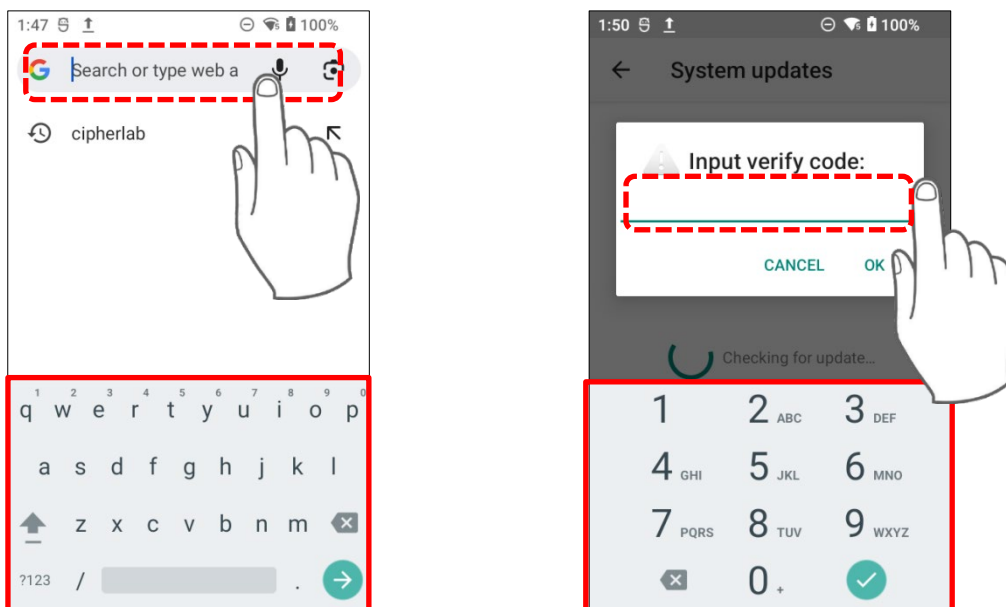 1:47 100%
Search or type web a
cipherlab
1 2 3 4 5 6 7 8 9 0
q w e r t y u i o p
a s d f g h j k l
z x c v b n m
?123 / .
1:50 100%
System updates
Input verify code:
CANCEL OK
Checking for update...
1 2 ABC 3 DEF
4 GHI 5 JKL 6 MNO
7 PQRS 8 TUV 9 WXYZ
0 +